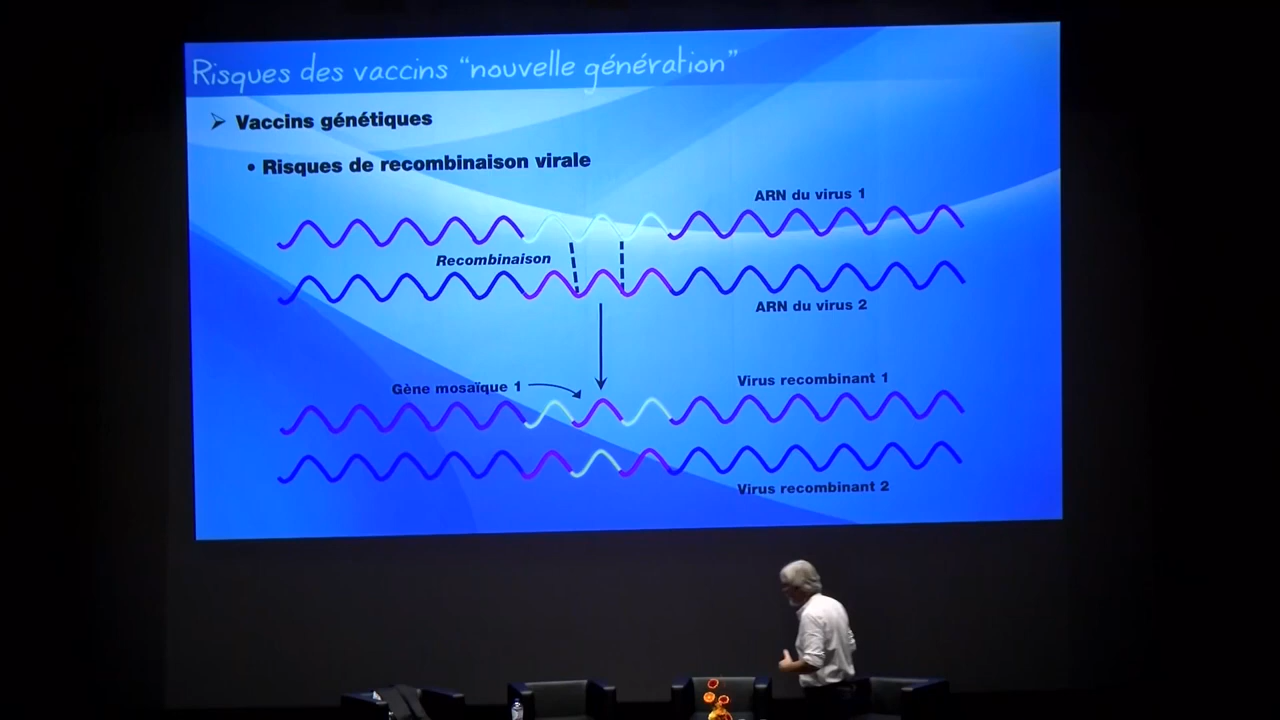 Risques des vaccins “nouvelle génération”
Vaccins génétiques
• Risques de recombinaison virale
ARN du virus 1
Recombinaison
ARN du virus 2
Gène mosaïque 1
Virus recombinant 1
Virus recombinant 2